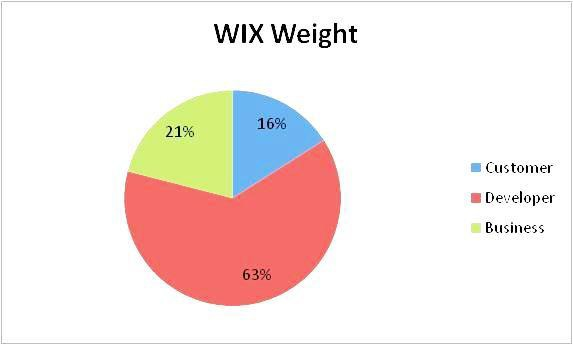 WIX Weight
16%
21%
63%
Customer
Developer
Business